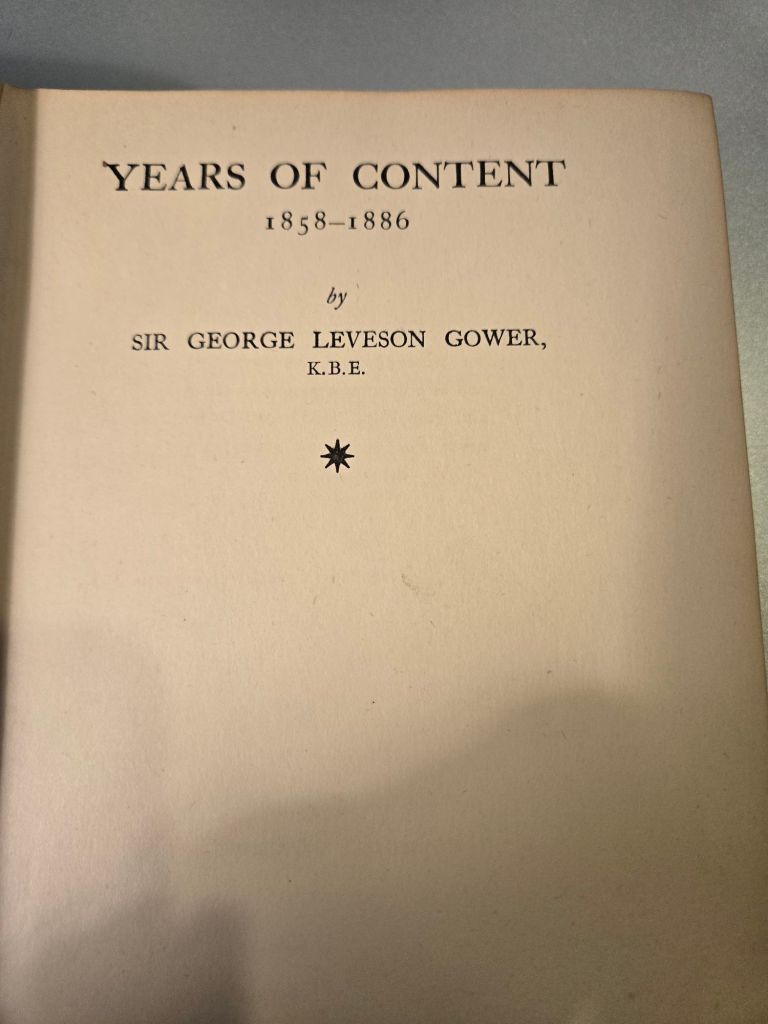 YEARS OF CONTENT
1858–1886
by
SIR GEORGE LEVESON GOWER,
K.B.E.